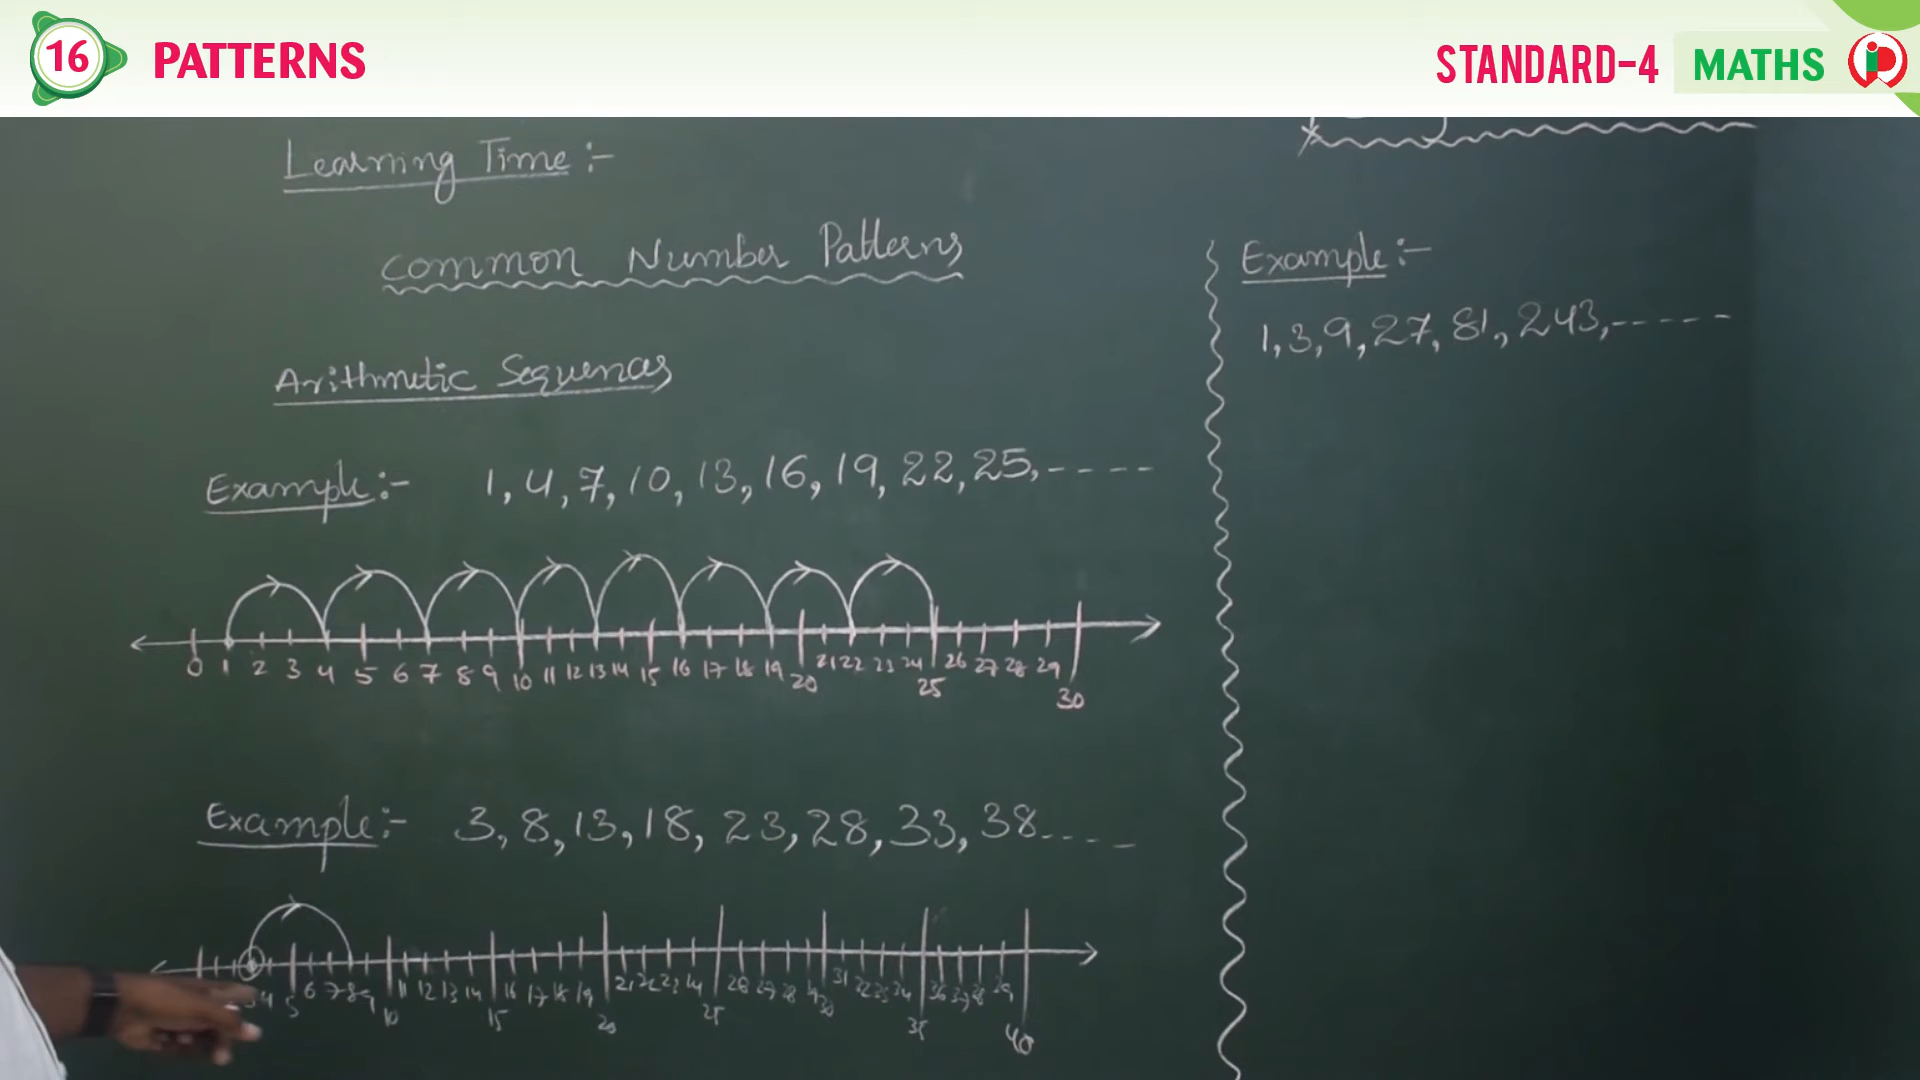 16 PATTERNS
STANDARD-4 MATHS
Learning Time :-
Common Number Patterns
Arithmetic Sequences
Example:- 1, 4, 7, 10, 13, 16, 19, 22, 25, ----
0 1 2 3 4 5 6 7 8 9 10 11 12 13 14 15 16 17 18 19 20 21 22 23 24 25 26 27 28 29 30
Example:- 3, 8, 13, 18, 23, 28, 33, 38----
4 5 6 7 8 9 10 11 12 13 14 15 16 17 18 19 20 21 22 23 24 25 28 30 31 35 36 40
Example:-
1, 3, 9, 27, 81, 243, -----